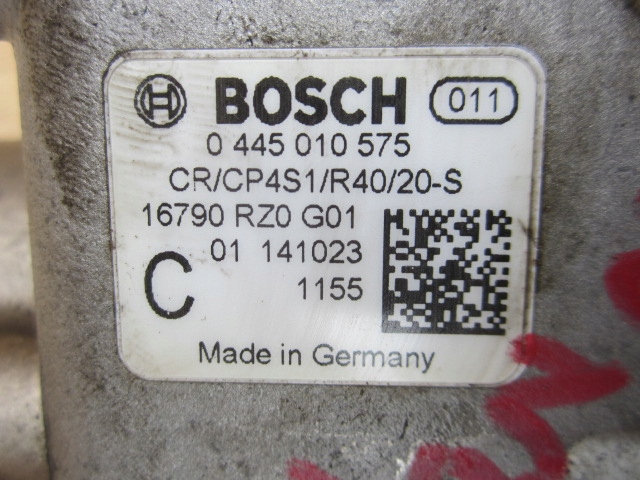 BOSCH 011
0 445 010 575
CR/CP4S1/R40/20-S
16790 RZ0 G01
01 141023
C 1155
Made in Germany